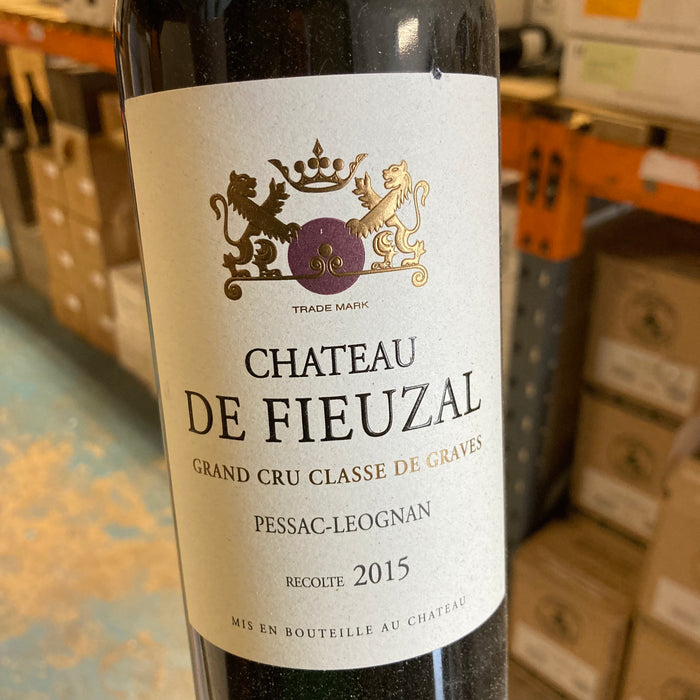 TRADE MARK
CHATEAU
DE FIEUZAL
GRAND CRU CLASSE DE GRAVES
PESSAC-LEOGNAN
RECOLTE 2015
MIS EN BOUTEILLE AU CHATEAU